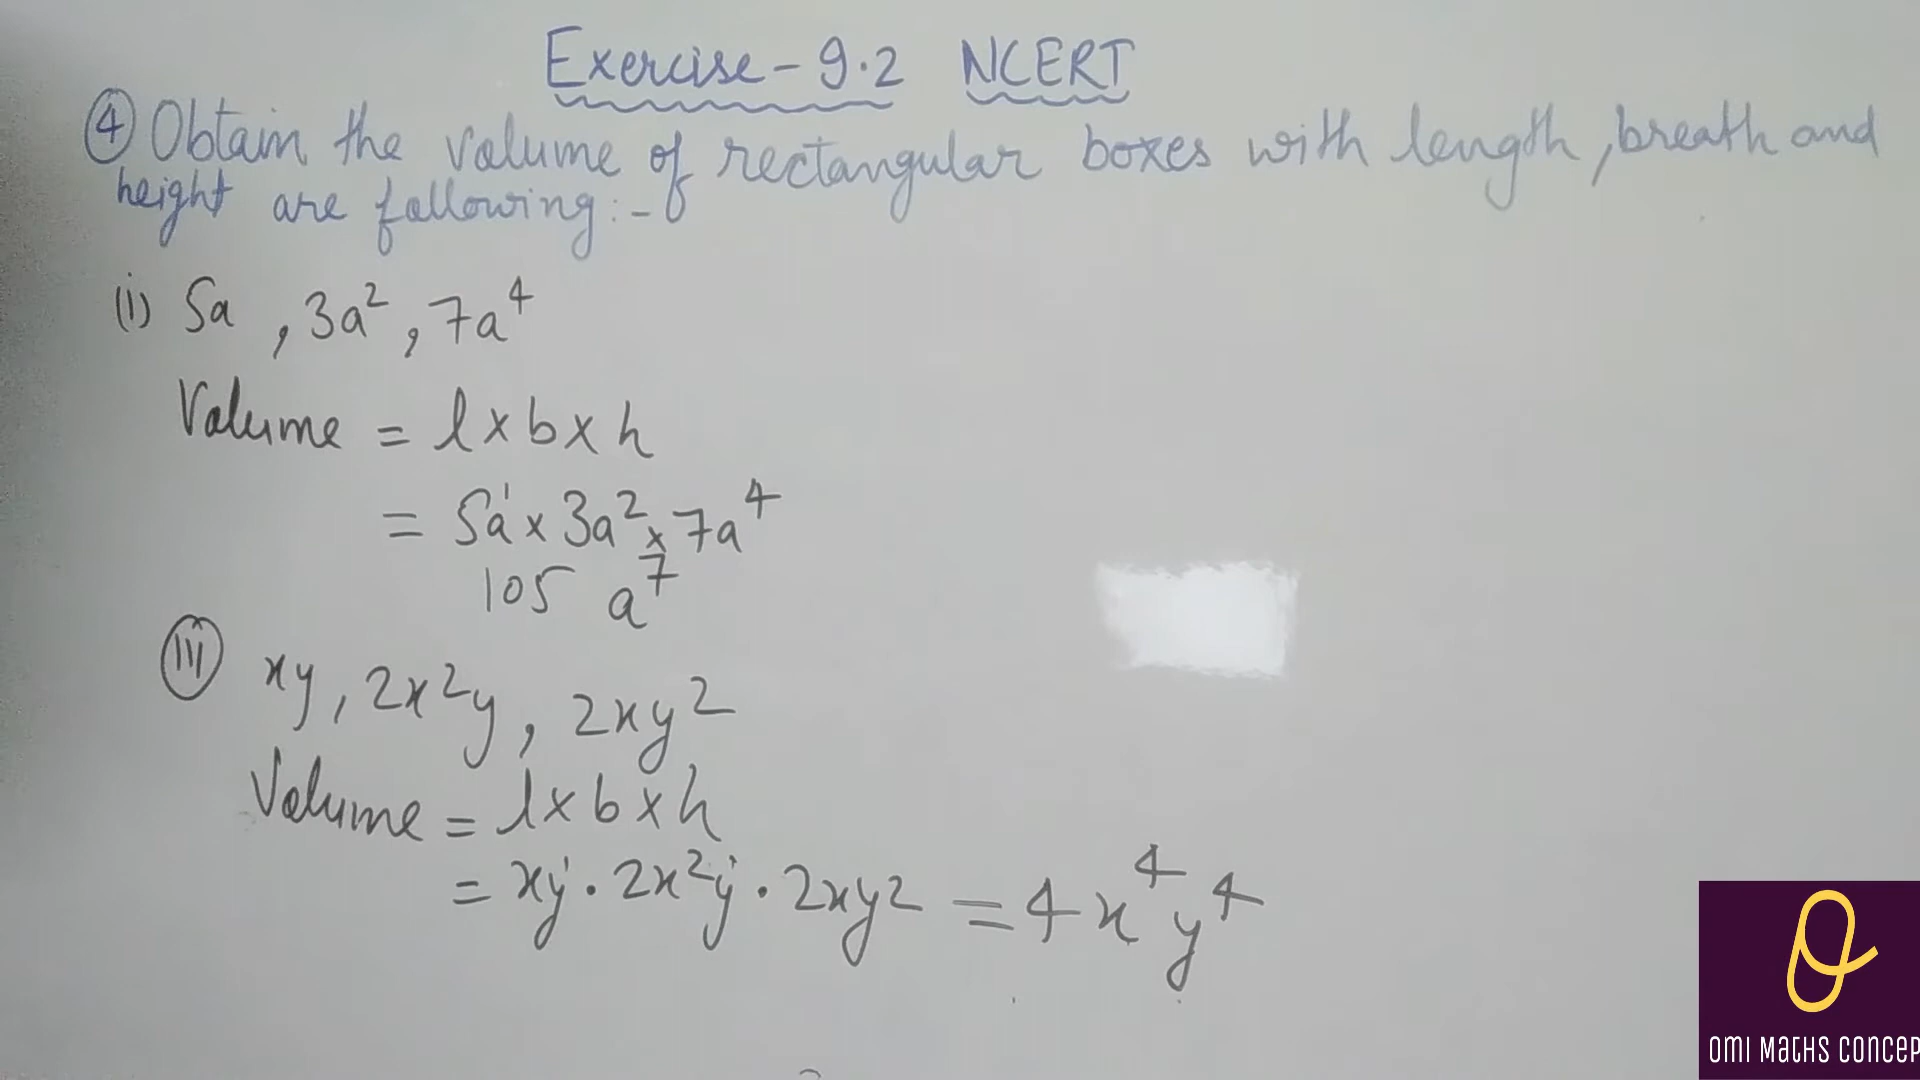 Exercise - 9.2 NCERT
④ Obtain the volume of rectangular boxes with length, breath and
height are following :-
(i) 5a , 3a² , 7a⁴
Volume = l × b × h
= 5a¹ × 3a² × 7a⁴
105 a⁷
(iii) xy, 2x²y, 2xy²
Volume = l × b × h
= xy · 2x²y · 2xy² = 4x⁴y⁴
OMI MATHS CONCEP